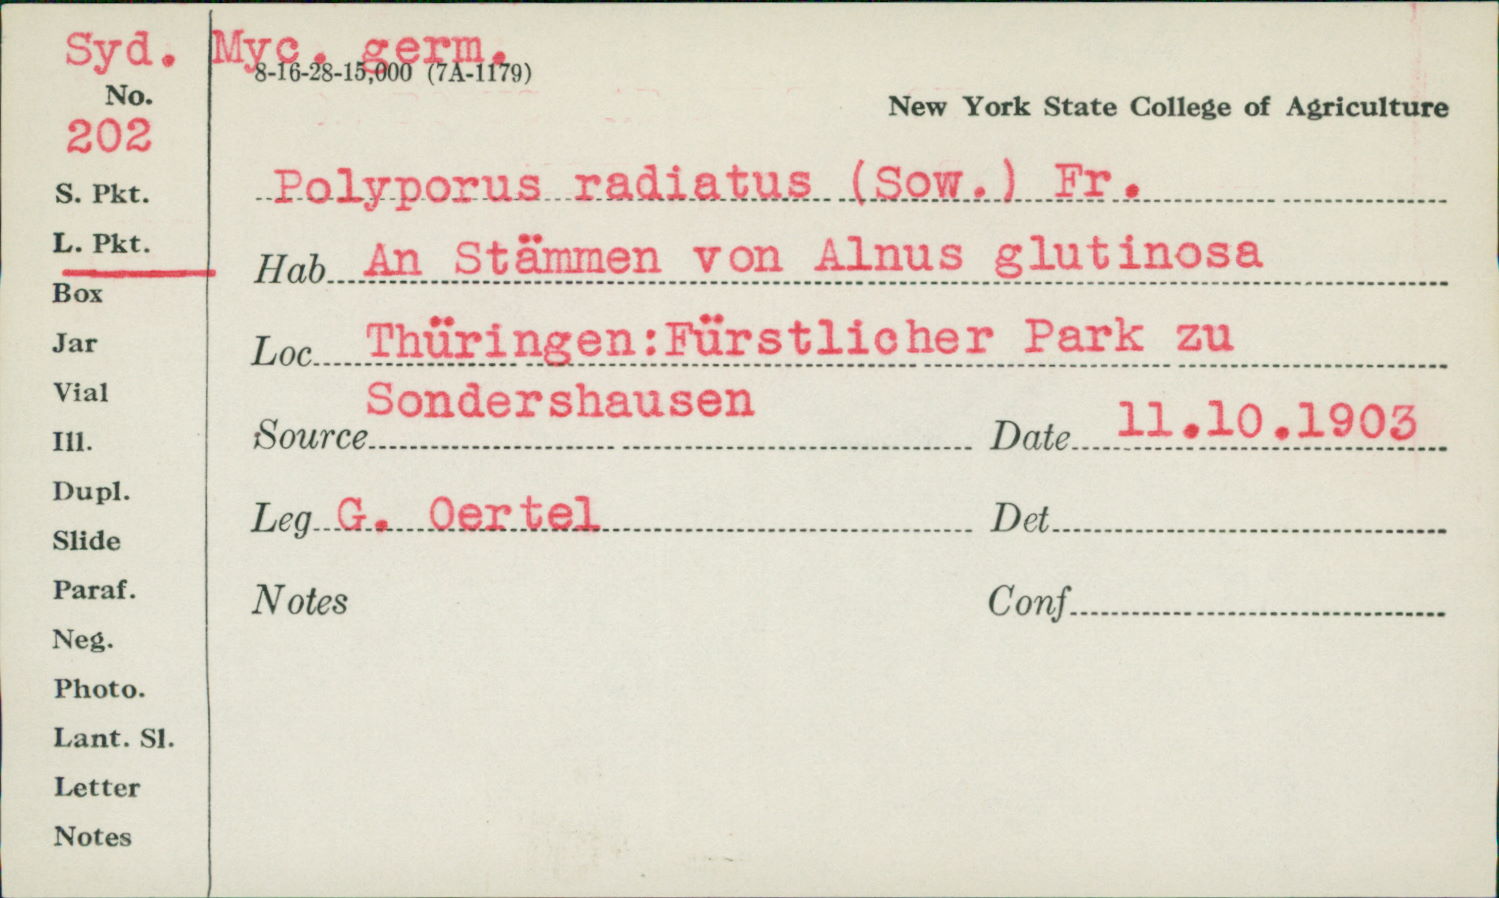 Syd. Myc. germ.
8-16-28-15,000 (7A-1179)
No.
New York State College of Agriculture
202
Polyporus radiatus (Sow.) Fr.
S. Pkt.
L. Pkt.
Hab. An Stämmen von Alnus glutinosa
Box
Jar
Loc. Thüringen:Fürstlicher Park zu
Sondershausen
Vial
Ill.
Source
Date 11.10.1903
Dupl.
Leg. G. Oertel
Det.
Slide
Paraf.
Notes
Conf.
Neg.
Photo.
Lant. Sl.
Letter
Notes